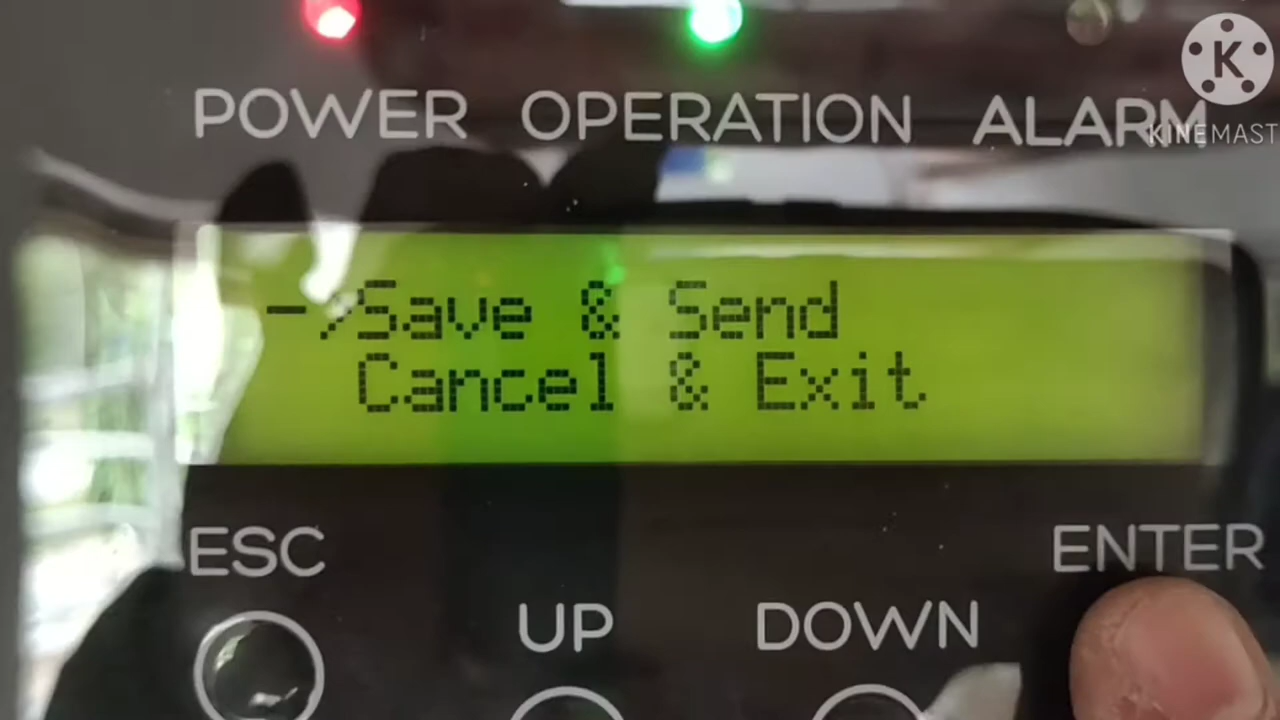 POWER OPERATION ALARM
K
KINEMAST
->Save & Send
Cancel & Exit
ESC ENTER
UP DOWN